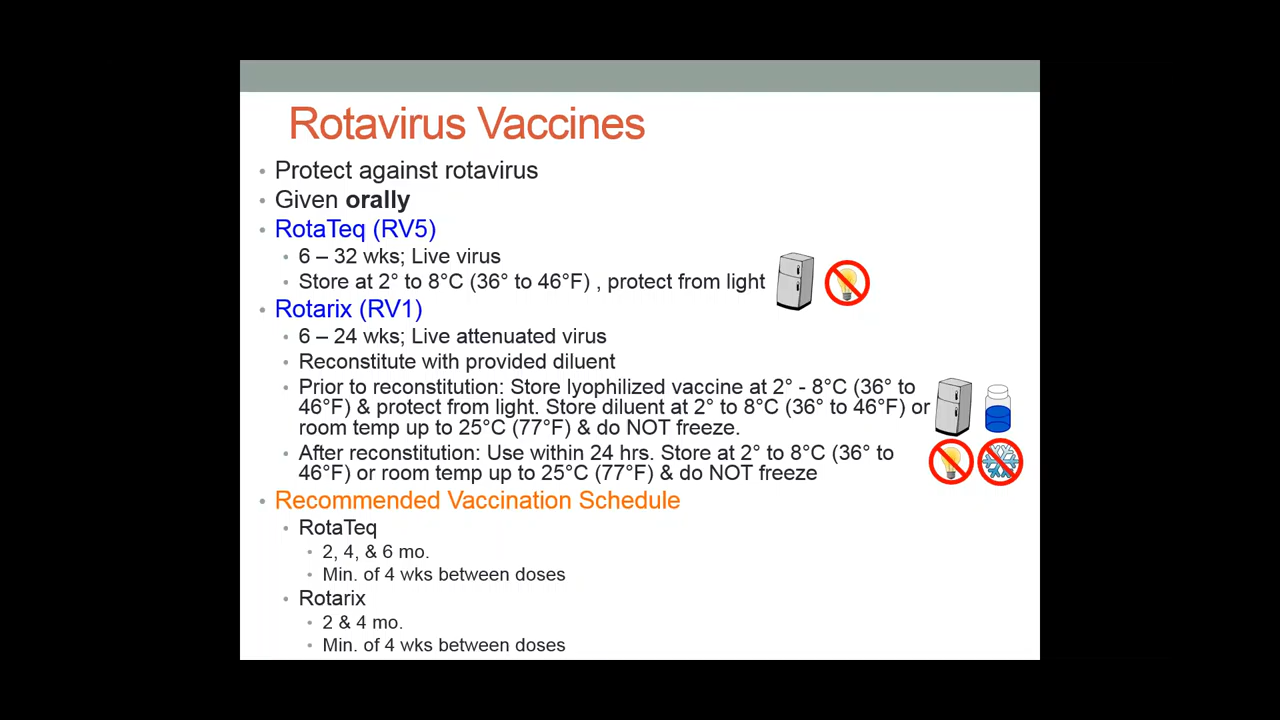 Rotavirus Vaccines
• Protect against rotavirus
• Given orally
• RotaTeq (RV5)
• 6 – 32 wks; Live virus
• Store at 2° to 8°C (36° to 46°F) , protect from light
• Rotarix (RV1)
• 6 – 24 wks; Live attenuated virus
• Reconstitute with provided diluent
• Prior to reconstitution: Store lyophilized vaccine at 2° - 8°C (36° to
46°F) & protect from light. Store diluent at 2° to 8°C (36° to 46°F) or
room temp up to 25°C (77°F) & do NOT freeze.
• After reconstitution: Use within 24 hrs. Store at 2° to 8°C (36° to
46°F) or room temp up to 25°C (77°F) & do NOT freeze
• Recommended Vaccination Schedule
• RotaTeq
• 2, 4, & 6 mo.
• Min. of 4 wks between doses
• Rotarix
• 2 & 4 mo.
• Min. of 4 wks between doses